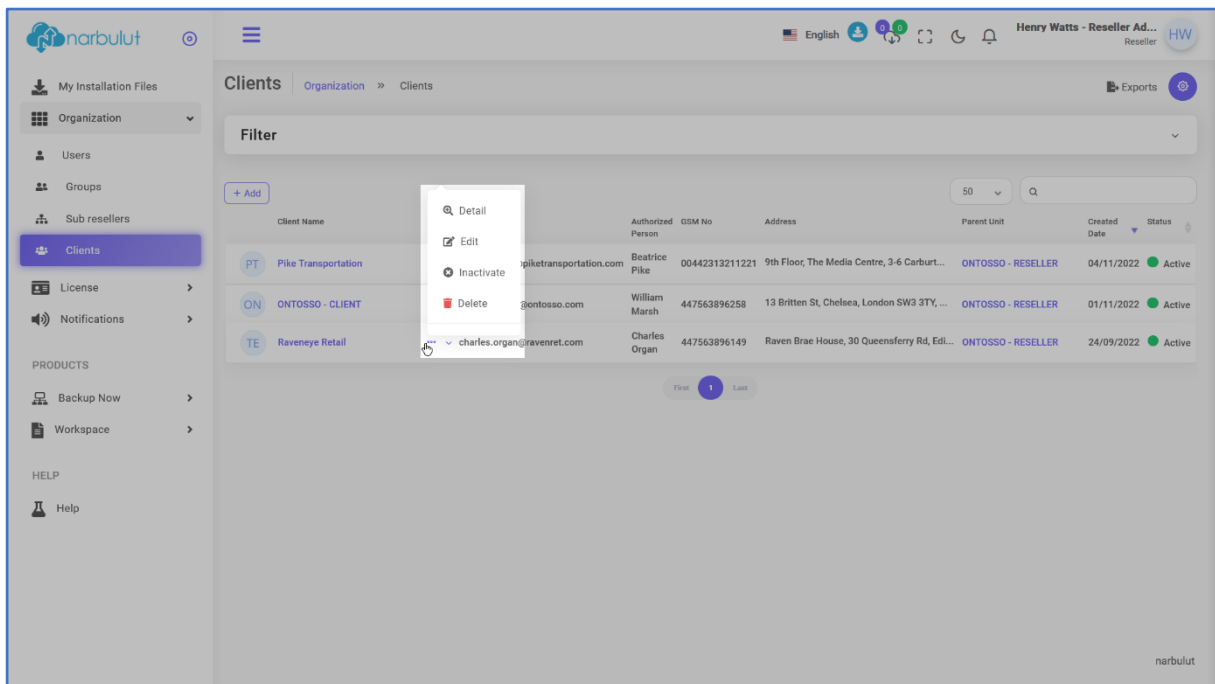 narbulut
English
0
0
Henry Watts - Reseller Ad...
Reseller
HW
My Installation Files
Organization
Users
Groups
Sub resellers
Clients
License
Notifications
PRODUCTS
Backup Now
Workspace
HELP
Help
Clients
Organization » Clients
Exports
Filter
+ Add
50
Client Name
Authorized Person
GSM No
Address
Parent Unit
Created Date
Status
PT Pike Transportation piketransportation.com Beatrice Pike 00442313211221 9th Floor, The Media Centre, 3-6 Carburt... ONTOSSO - RESELLER 04/11/2022 Active
ON ONTOSSO - CLIENT @ontosso.com William Marsh 447563896258 13 Britten St, Chelsea, London SW3 3TY, ... ONTOSSO - RESELLER 01/11/2022 Active
TE Raveneye Retail charles.organ@ravenret.com Charles Organ 447563896149 Raven Brae House, 30 Queensferry Rd, Edi... ONTOSSO - RESELLER 24/09/2022 Active
Detail
Edit
Inactivate
Delete
First 1 Last
narbulut